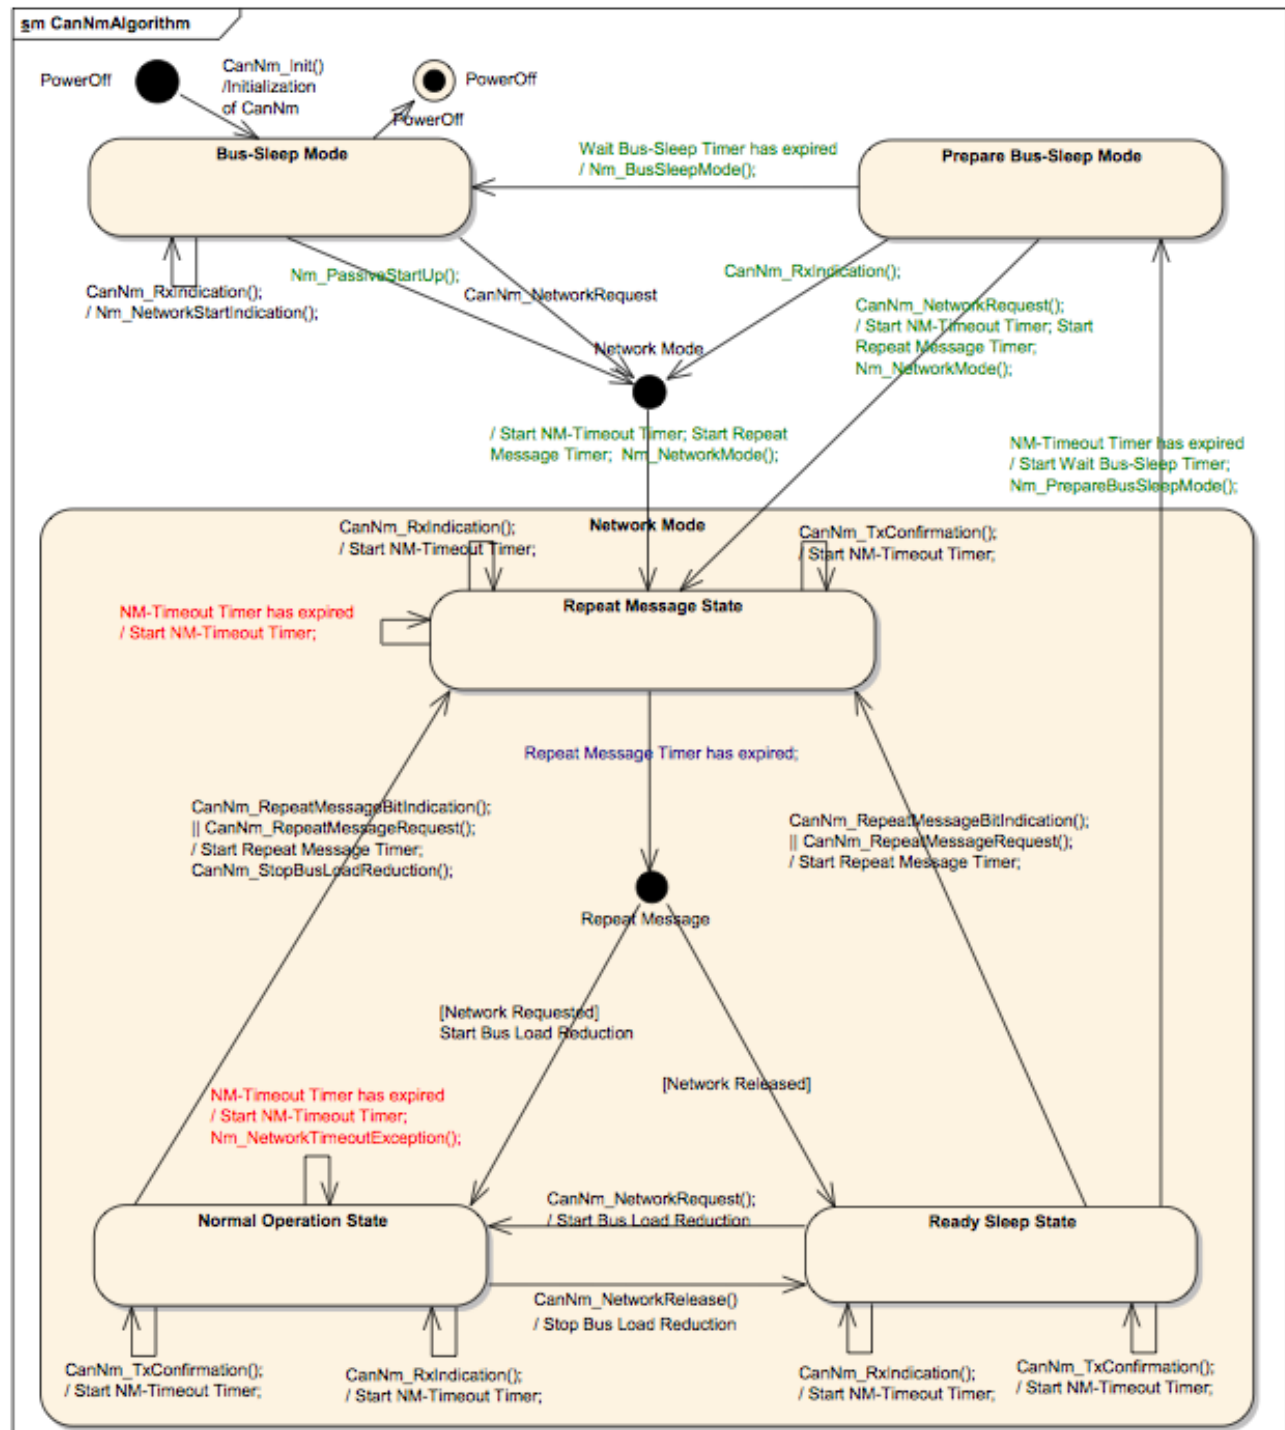 sm CanNmAlgorithm
PowerOff
CanNm_Init()
/Initialization
of CanNm
PowerOff
PowerOff
Bus-Sleep Mode
Wait Bus-Sleep Timer has expired
/ Nm_BusSleepMode();
Prepare Bus-Sleep Mode
CanNm_RxIndication();
/ Nm_NetworkStartIndication();
Nm_PassiveStartUp();
CanNm_NetworkRequest
CanNm_RxIndication();
CanNm_NetworkRequest();
/ Start NM-Timeout Timer; Start
Repeat Message Timer;
Nm_NetworkMode();
Network Mode
/ Start NM-Timeout Timer; Start Repeat
Message Timer;  Nm_NetworkMode();
NM-Timeout Timer has expired
/ Start Wait Bus-Sleep Timer;
Nm_PrepareBusSleepMode();
Network Mode
CanNm_RxIndication();
/ Start NM-Timeout Timer;
CanNm_TxConfirmation();
/ Start NM-Timeout Timer;
NM-Timeout Timer has expired
/ Start NM-Timeout Timer;
Repeat Message State
Repeat Message Timer has expired;
CanNm_RepeatMessageBitIndication();
|| CanNm_RepeatMessageRequest();
/ Start Repeat Message Timer;
CanNm_StopBusLoadReduction();
CanNm_RepeatMessageBitIndication();
|| CanNm_RepeatMessageRequest();
/ Start Repeat Message Timer;
Repeat Message
[Network Requested]
Start Bus Load Reduction
[Network Released]
NM-Timeout Timer has expired
/ Start NM-Timeout Timer;
Nm_NetworkTimeoutException();
Normal Operation State
CanNm_NetworkRequest();
/ Start Bus Load Reduction
Ready Sleep State
CanNm_NetworkRelease()
/ Stop Bus Load Reduction
CanNm_TxConfirmation();
/ Start NM-Timeout Timer;
CanNm_RxIndication();
/ Start NM-Timeout Timer;
CanNm_RxIndication();
/ Start NM-Timeout Timer;
CanNm_TxConfirmation();
/ Start NM-Timeout Timer;